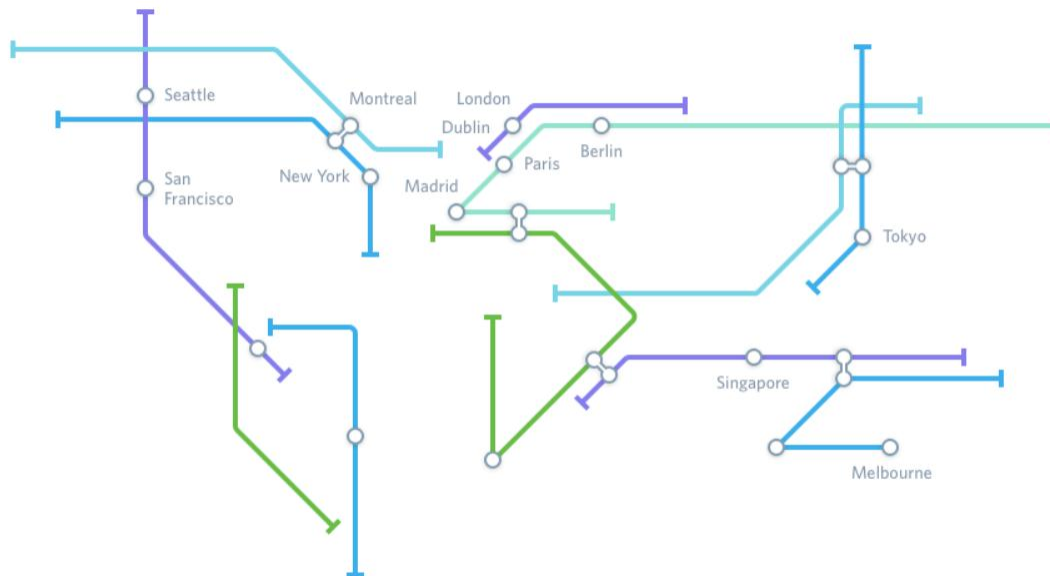 Seattle
Montreal
London
Dublin
Berlin
Paris
New York
San
Francisco
Madrid
Tokyo
Singapore
Melbourne